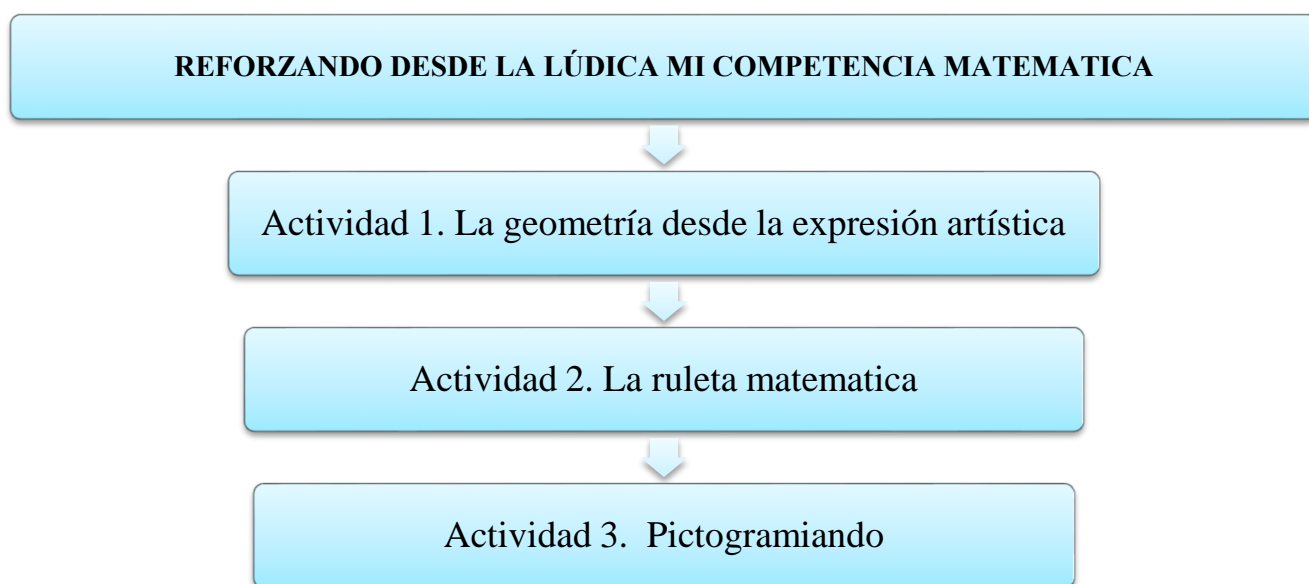 REFORZANDO DESDE LA LÚDICA MI COMPETENCIA MATEMATICA
Actividad 1. La geometría desde la expresión artística
Actividad 2. La ruleta matematica
Actividad 3.  Pictogramiando